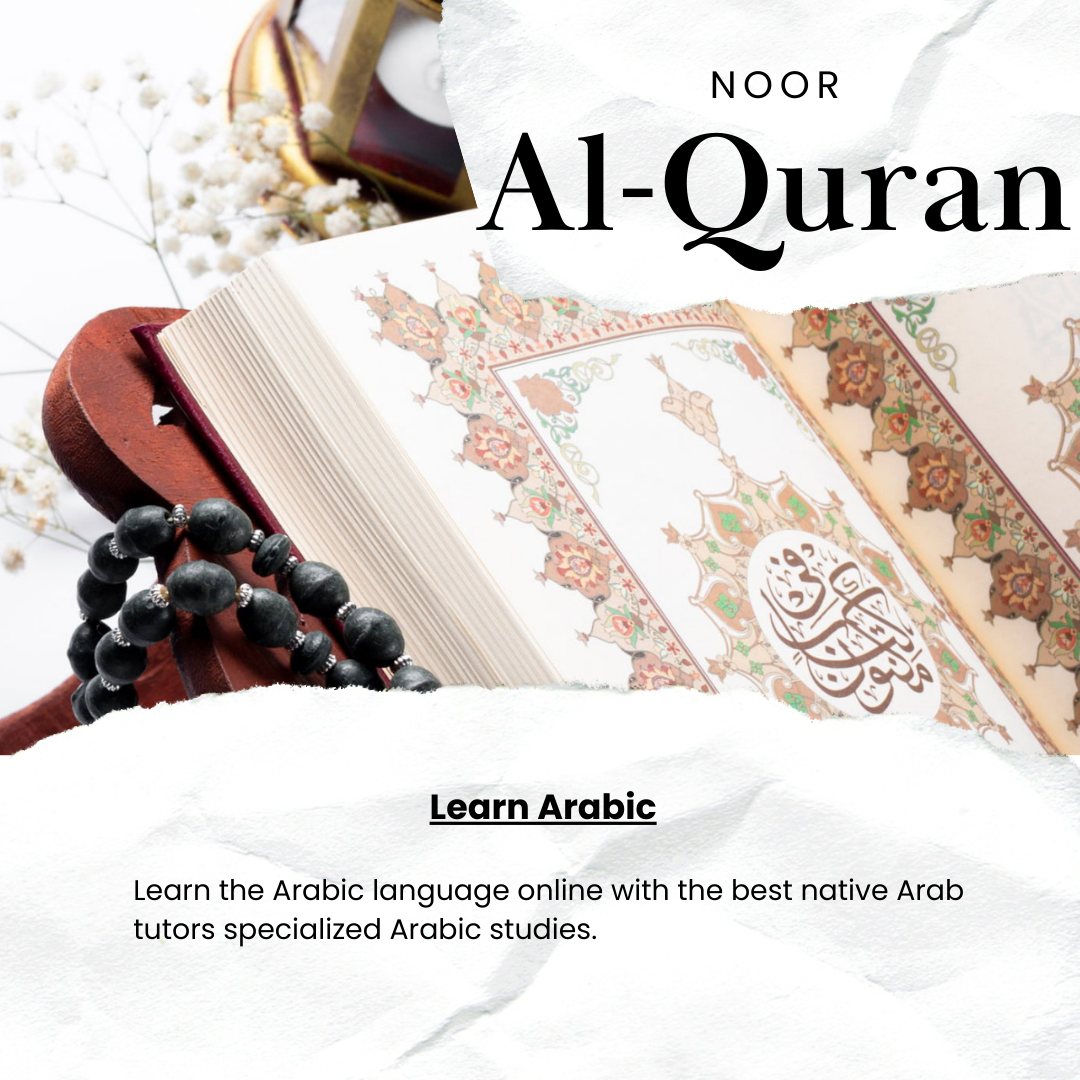 NOOR
Al-Quran
Learn Arabic
Learn the Arabic language online with the best native Arab
tutors specialized Arabic studies.